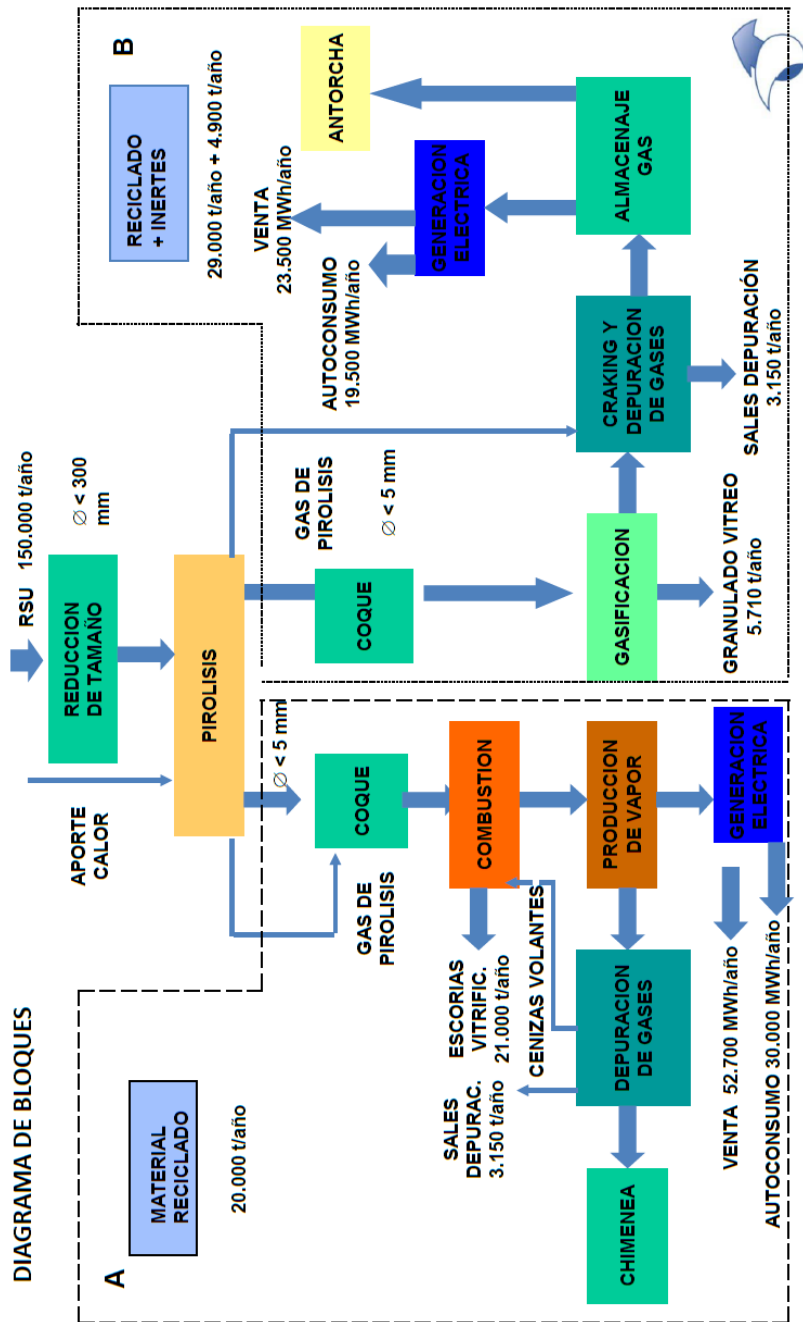 DIAGRAMA DE BLOQUES
RSU 150.000 t/año
REDUCCION
DE TAMAÑO
∅ < 300
mm
APORTE
CALOR
PIROLISIS
A
MATERIAL
RECICLADO
20.000 t/año
GAS DE
PIROLISIS
∅ < 5 mm
COQUE
COMBUSTION
ESCORIAS
VITRIFIC.
21.000 t/año
CENIZAS VOLANTES
SALES
DEPURAC.
3.150 t/año
PRODUCCION
DE VAPOR
DEPURACION
DE GASES
CHIMENEA
GENERACION
ELECTRICA
VENTA 52.700 MWh/año
AUTOCONSUMO 30.000 MWh/año
B
RECICLADO
+ INERTES
29.000 t/año + 4.900 t/año
GAS DE
PIROLISIS
∅ < 5 mm
COQUE
GASIFICACION
GRANULADO VITREO
5.710 t/año
CRAKING Y
DEPURACION
DE GASES
SALES DEPURACIÓN
3.150 t/año
ALMACENAJE
GAS
GENERACION
ELECTRICA
AUTOCONSUMO
19.500 MWh/año
VENTA
23.500 MWh/año
ANTORCHA